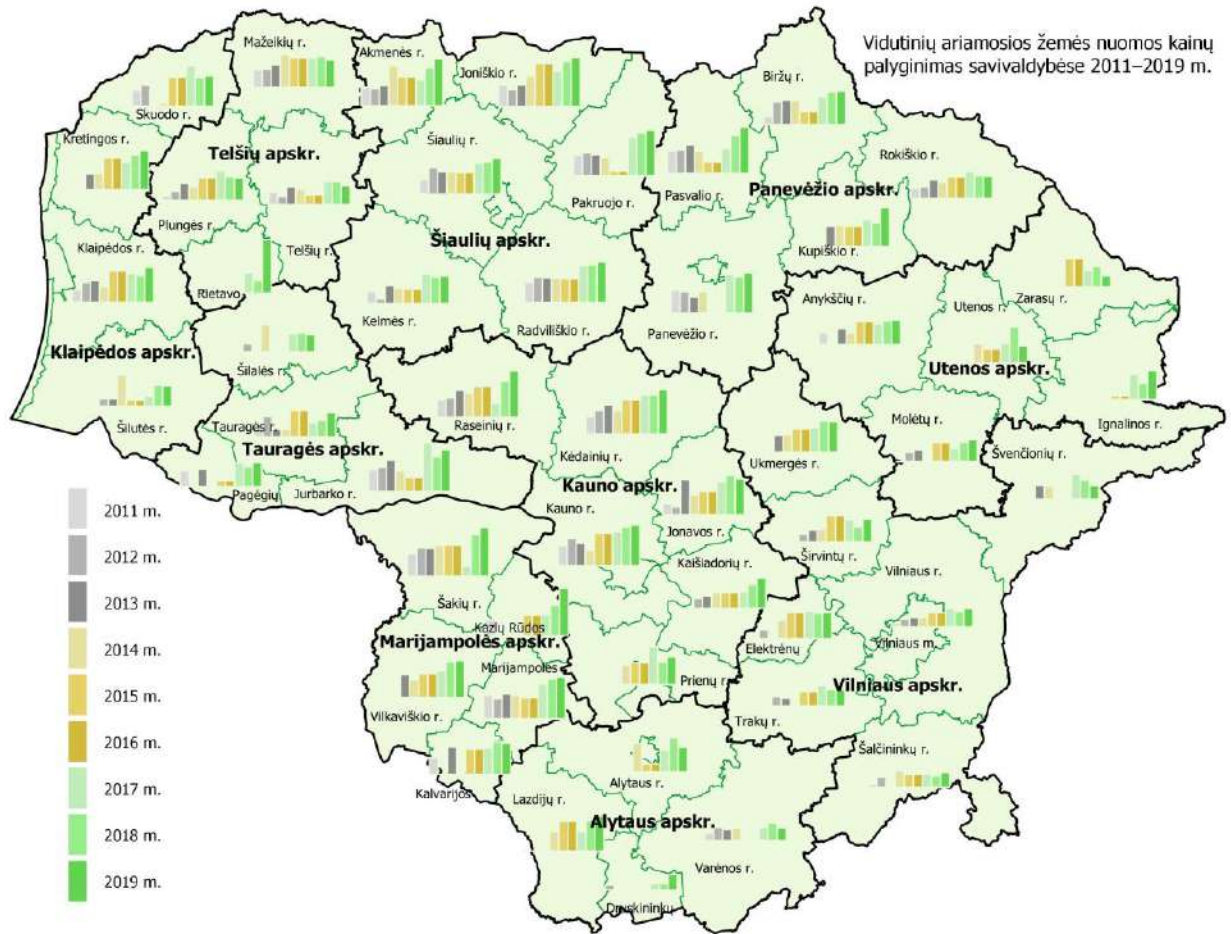 Vidutinių ariamosios žemės nuomos kainų
palyginimas savivaldybėse 2011–2019 m.
Mažeikių r.
Akmenės r.
Joniškio r.
Biržų r.
Skuodo r.
Kretingos r.
Telšių apskr.
Šiaulių r.
Rokiškio r.
Pakruojo r.
Pasvalio r.
Panevėžio apskr.
Plungės r.
Klaipėdos r.
Telšių r.
Šiaulių apskr.
Kupiškio r.
Rietavo
Kelmės r.
Radviliškio r.
Panevėžio r.
Anykščių r.
Utenos r.
Zarasų r.
Klaipėdos apskr.
Šilalės r.
Utenos apskr.
Šilutės r.
Tauragės r.
Raseinių r.
Molėtų r.
Ignalinos r.
Tauragės apskr.
Kėdainių r.
Ukmergės r.
Švenčionių r.
Pagėgių
Jurbarko r.
Kauno apskr.
Kauno r.
Jonavos r.
Širvintų r.
Kaišiadorių r.
Vilniaus r.
Šakių r.
Kazlų Rūdos
Marijampolės apskr.
Elektrėnų
Vilniaus m.
Marijampolės
Prienų r.
Vilniaus apskr.
Vilkaviškio r.
Trakų r.
Šalčininkų r.
Kalvarijos
Lazdijų r.
Alytaus r.
Alytaus apskr.
Varėnos r.
Druskininkų
2011 m.
2012 m.
2013 m.
2014 m.
2015 m.
2016 m.
2017 m.
2018 m.
2019 m.